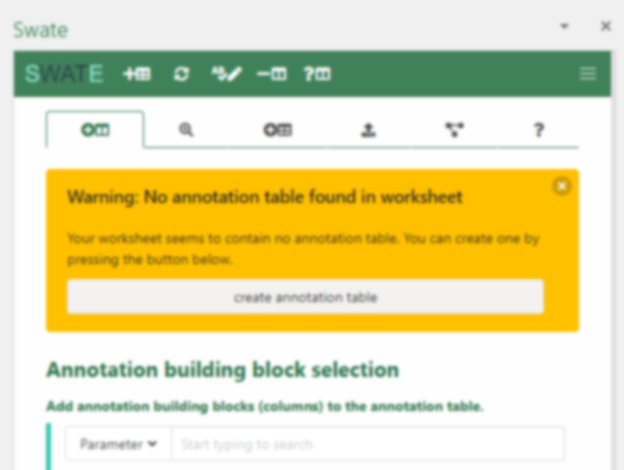 Swate
SWATE
Warning: No annotation table found in worksheet
Your worksheet seems to contain no annotation table. You can create one by
pressing the button below.
create annotation table
Annotation building block selection
Add annotation building blocks (columns) to the annotation table.
Parameter Start typing to search